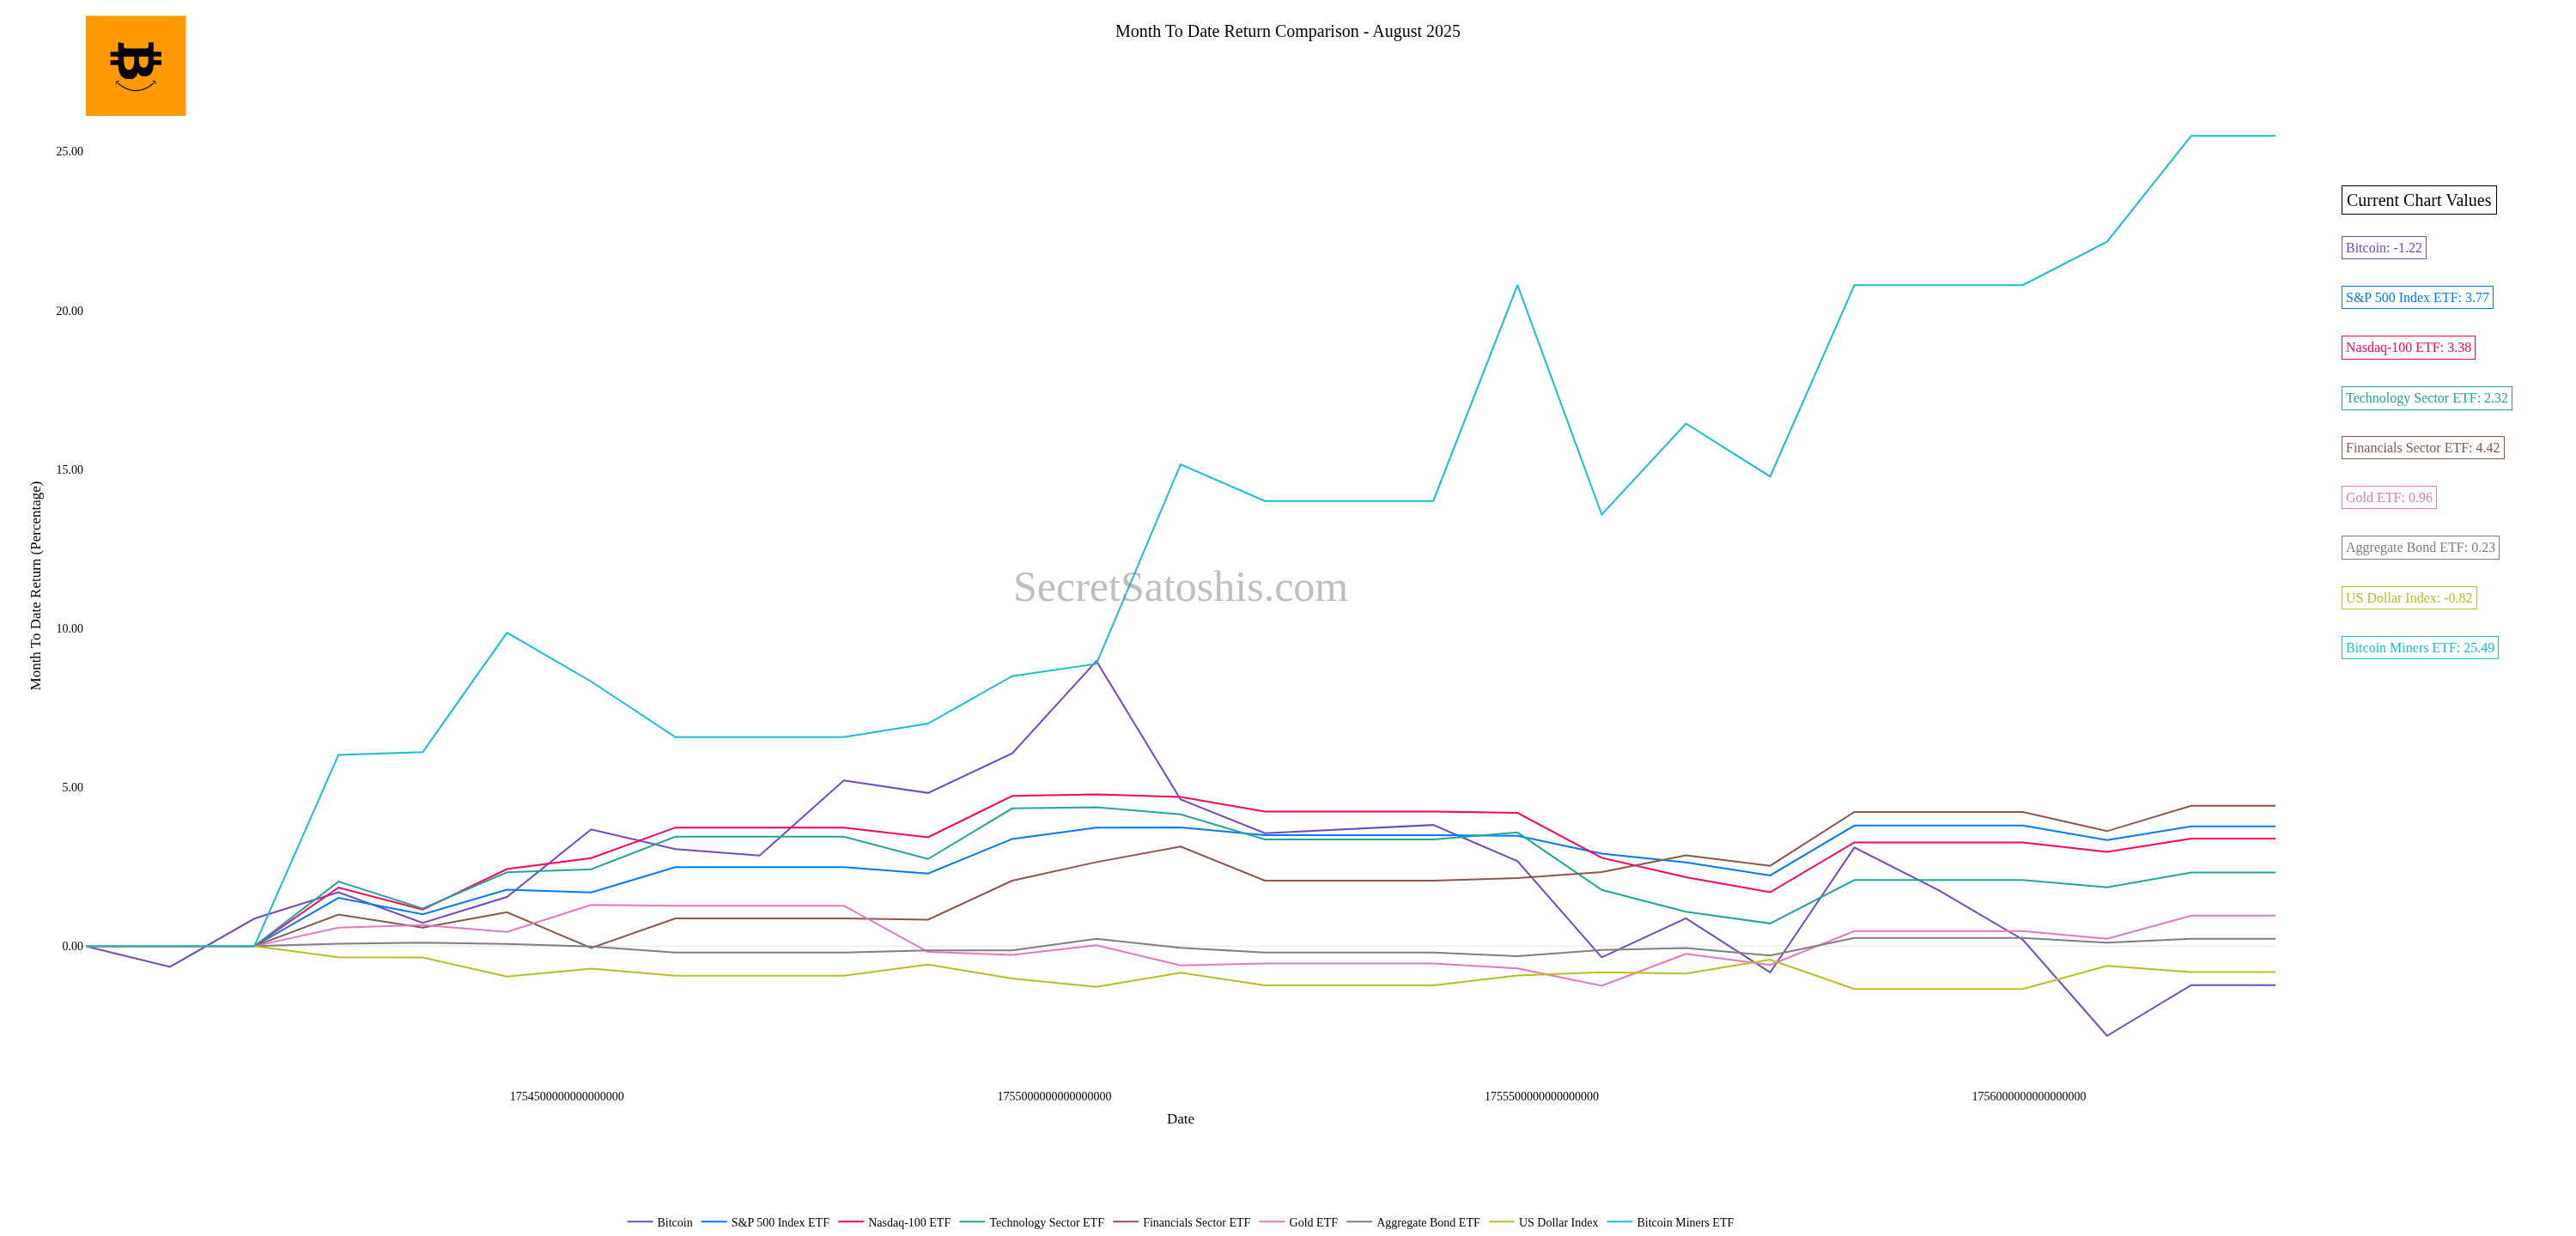 Month To Date Return Comparison - August 2025
25.00
20.00
15.00
10.00
5.00
0.00
Month To Date Return (Percentage)
SecretSatoshis.com
Current Chart Values
Bitcoin: -1.22
S&P 500 Index ETF: 3.77
Nasdaq-100 ETF: 3.38
Technology Sector ETF: 2.32
Financials Sector ETF: 4.42
Gold ETF: 0.96
Aggregate Bond ETF: 0.23
US Dollar Index: -0.82
Bitcoin Miners ETF: 25.49
1754500000000000000 1755000000000000000 1755500000000000000 1756000000000000000
Date
Bitcoin S&P 500 Index ETF Nasdaq-100 ETF Technology Sector ETF Financials Sector ETF Gold ETF Aggregate Bond ETF US Dollar Index Bitcoin Miners ETF